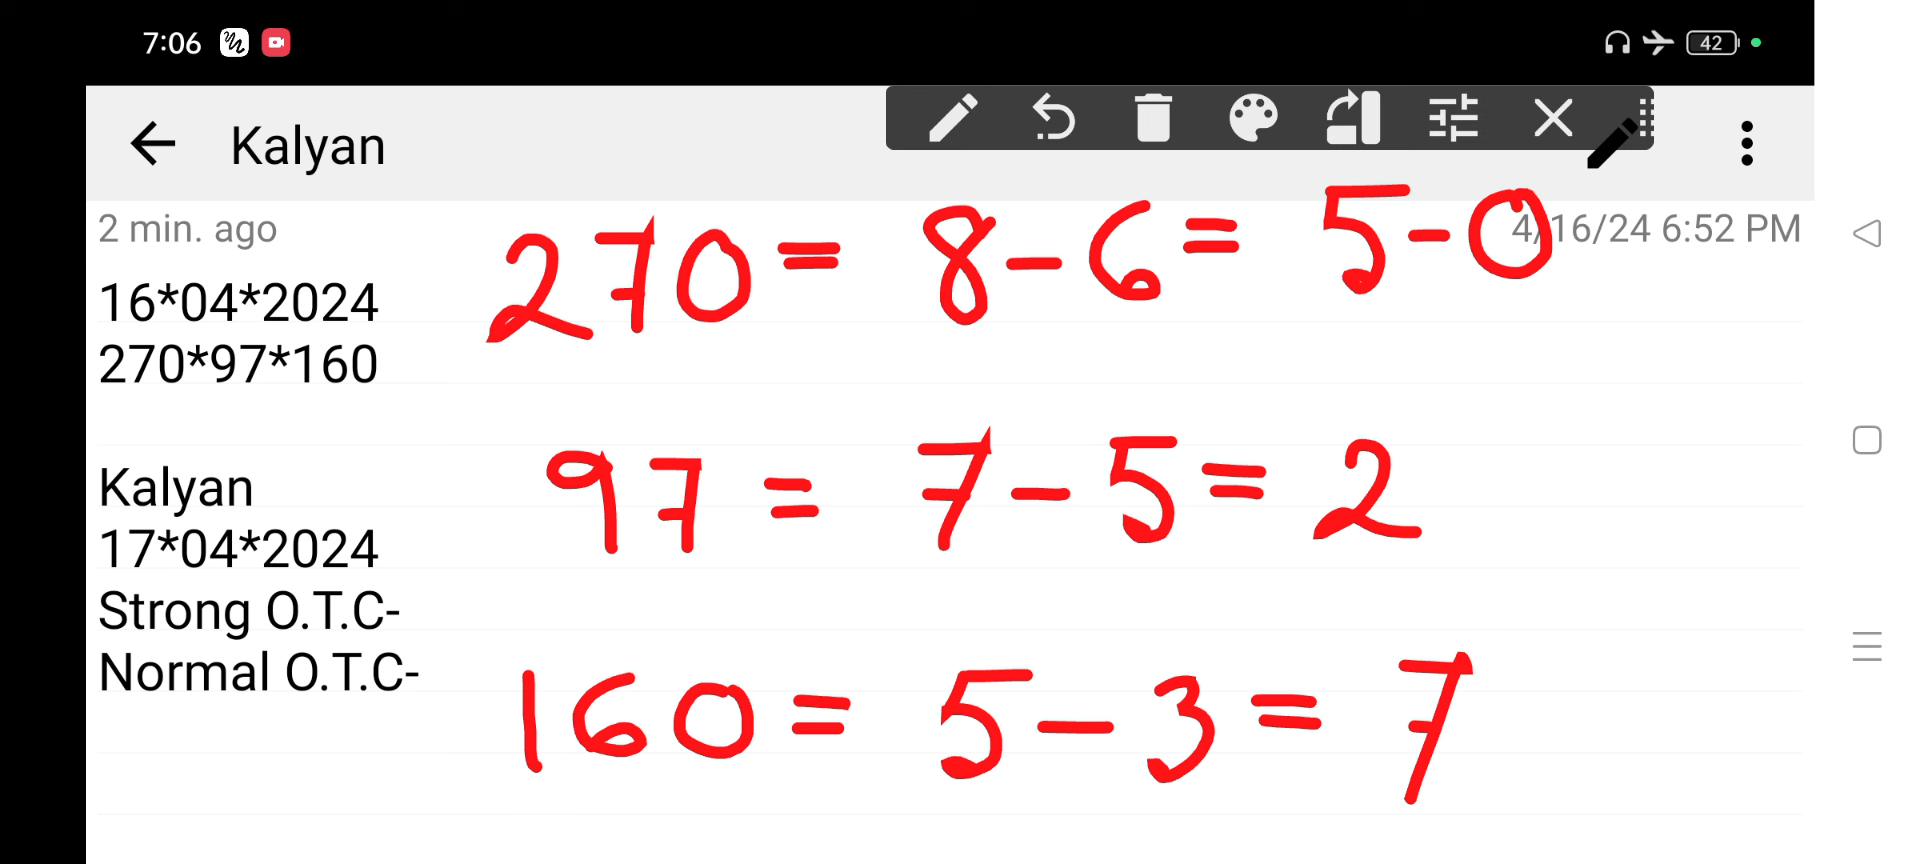 7:06 42
Kalyan
2 min. ago 4/16/24 6:52 PM
270 = 8-6 = 5-0
16*04*2024
270*97*160
97 = 7-5 = 2
Kalyan
17*04*2024
Strong O.T.C-
Normal O.T.C-
160 = 5-3 = 7